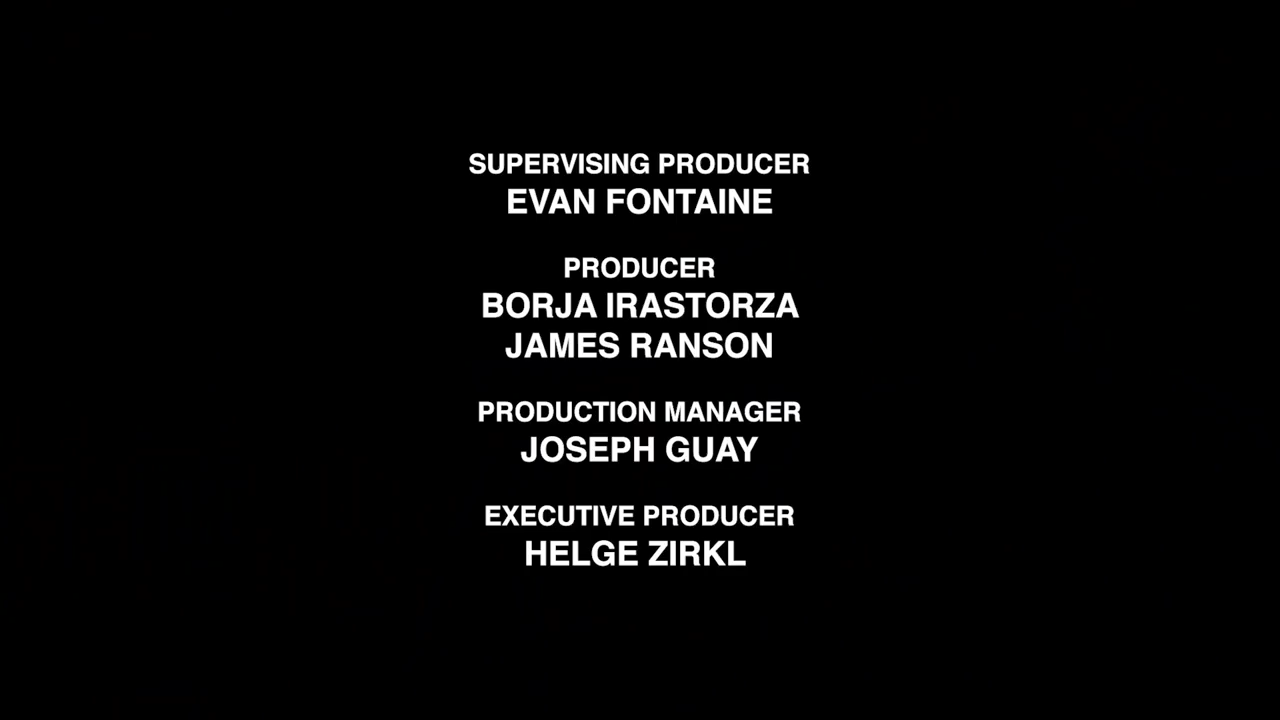 SUPERVISING PRODUCER
EVAN FONTAINE
PRODUCER
BORJA IRASTORZA
JAMES RANSON
PRODUCTION MANAGER
JOSEPH GUAY
EXECUTIVE PRODUCER
HELGE ZIRKL